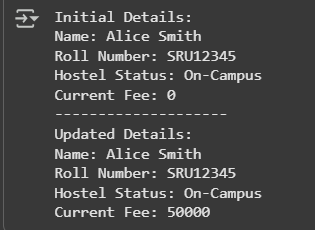 Initial Details:
Name: Alice Smith
Roll Number: SRU12345
Hostel Status: On-Campus
Current Fee: 0
--------------------
Updated Details:
Name: Alice Smith
Roll Number: SRU12345
Hostel Status: On-Campus
Current Fee: 50000